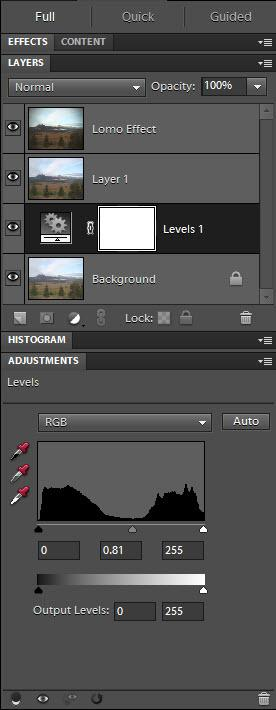 Full Quick Guided
EFFECTS CONTENT
LAYERS
Normal Opacity: 100%
Lomo Effect
Layer 1
Levels 1
Background
Lock:
HISTOGRAM
ADJUSTMENTS
Levels
RGB Auto
0 0.81 255
Output Levels: 0 255